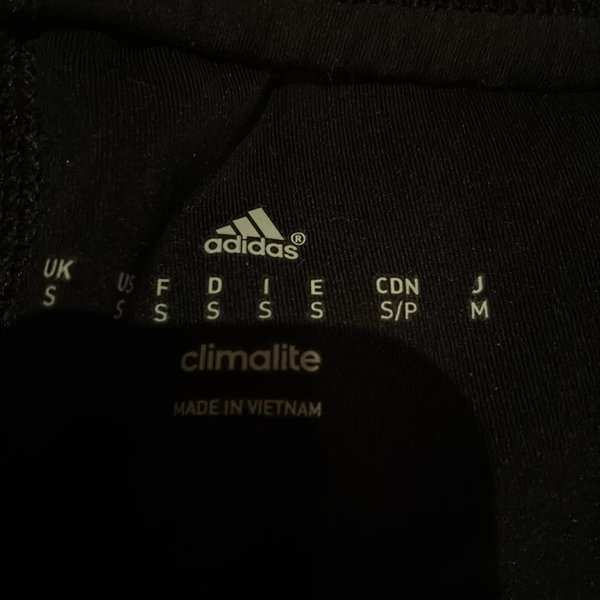 adidas®
UK US F D I E CDN J
S S S S S S S/P M
climalite
MADE IN VIETNAM